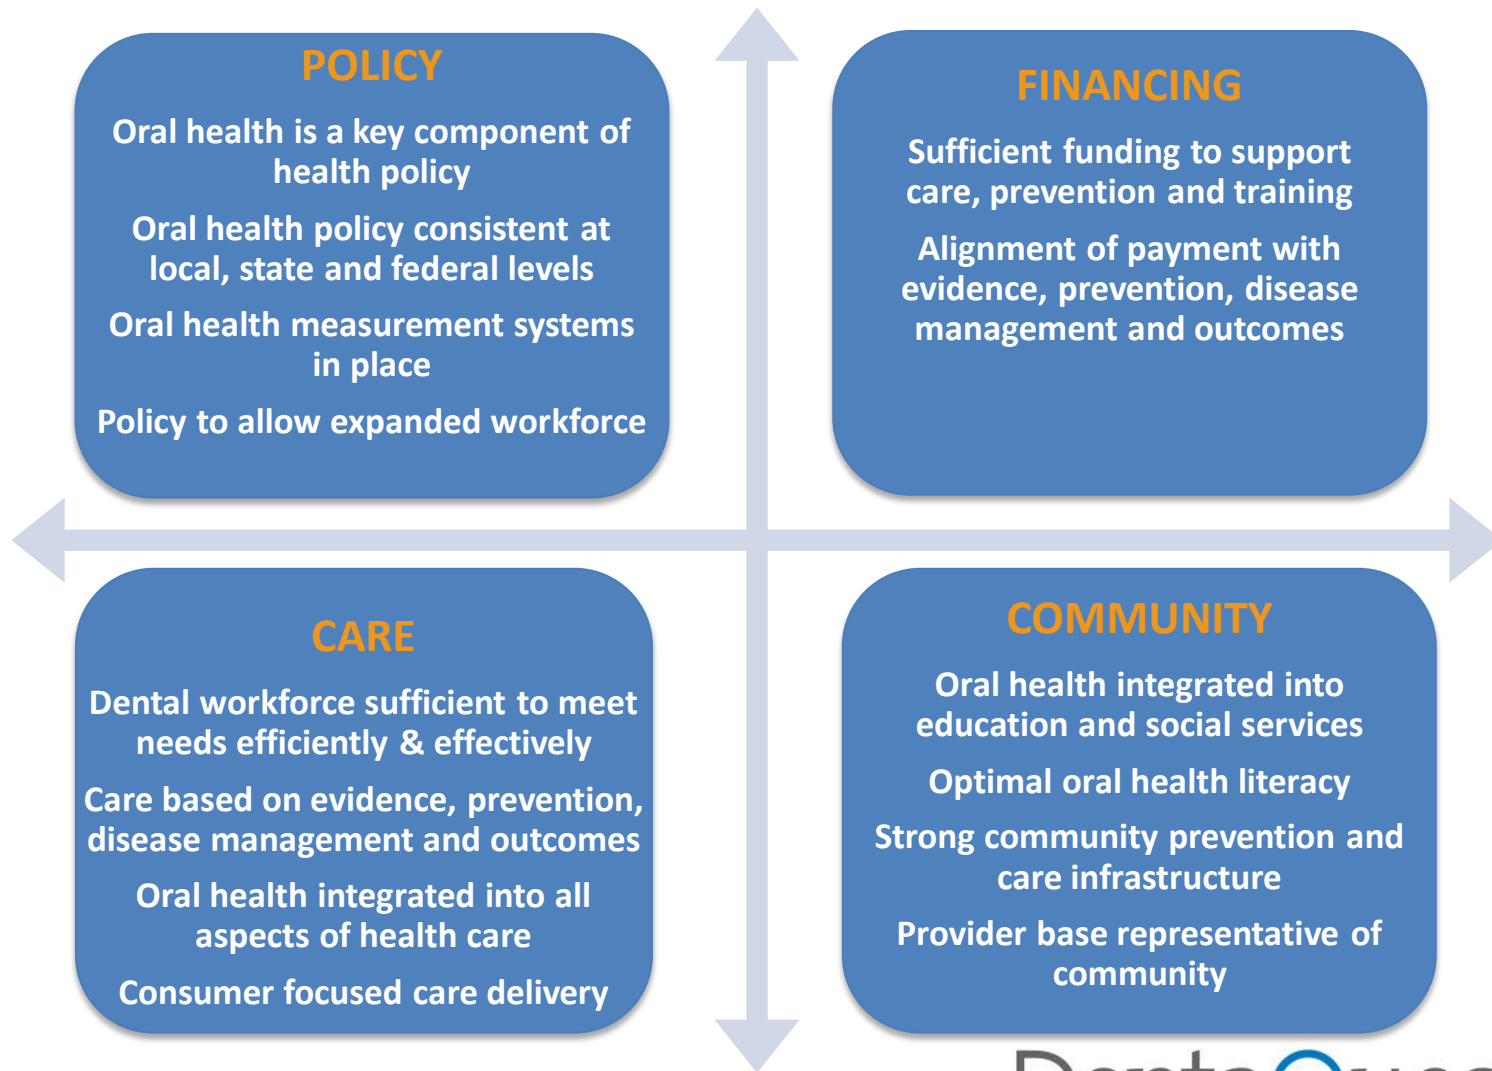 POLICY
Oral health is a key component of
health policy
Oral health policy consistent at
local, state and federal levels
Oral health measurement systems
in place
Policy to allow expanded workforce
FINANCING
Sufficient funding to support
care, prevention and training
Alignment of payment with
evidence, prevention, disease
management and outcomes
CARE
Dental workforce sufficient to meet
needs efficiently & effectively
Care based on evidence, prevention,
disease management and outcomes
Oral health integrated into all
aspects of health care
Consumer focused care delivery
COMMUNITY
Oral health integrated into
education and social services
Optimal oral health literacy
Strong community prevention and
care infrastructure
Provider base representative of
community